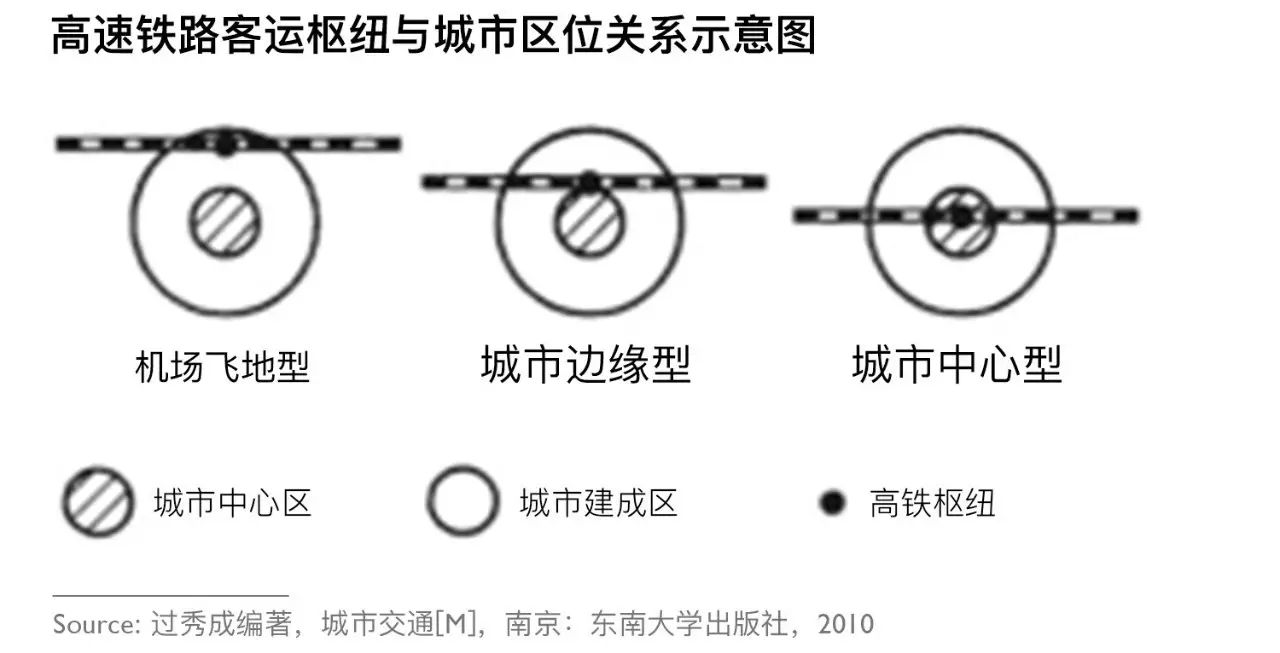 高速铁路客运枢纽与城市区位关系示意图
机场飞地型
城市边缘型
城市中心型
城市中心区
城市建成区
高铁枢纽
Source: 过秀成编著，城市交通[M]，南京：东南大学出版社，2010